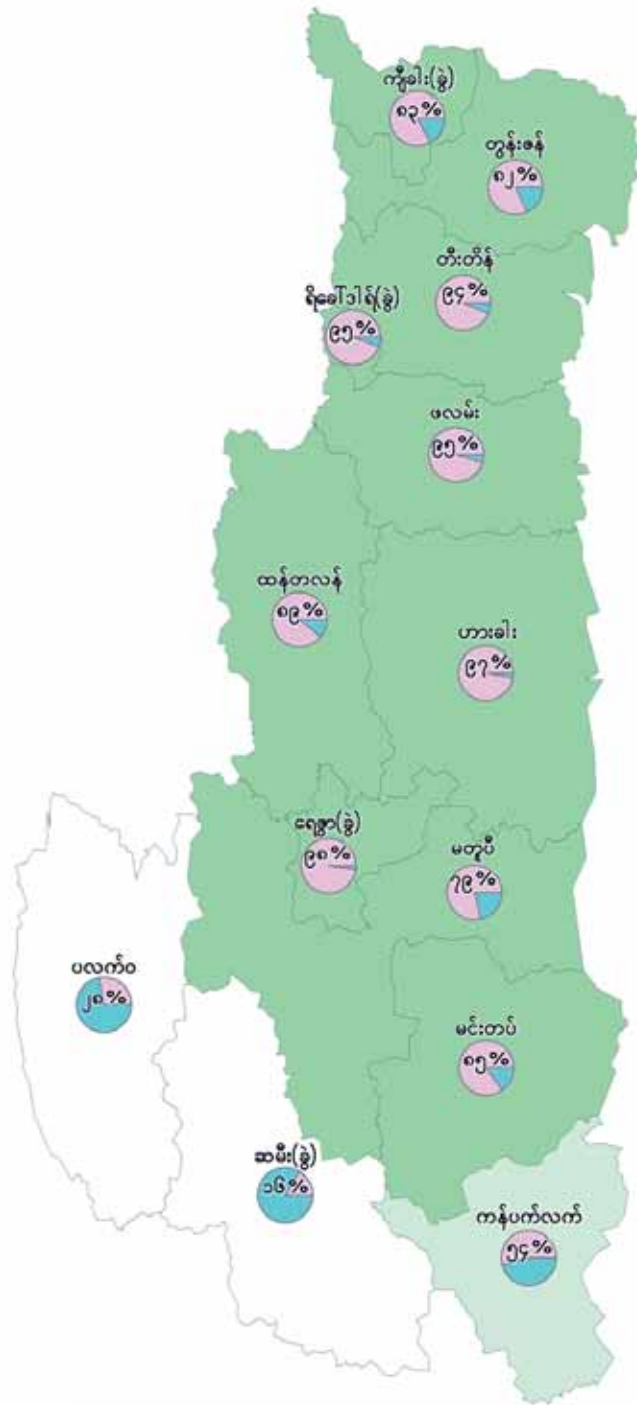 ကျီခါး(ခွဲ)
၈၃%
တွန်းဇန်
၈၂%
တီးတိန်
၉၄%
ရိခေါ်ဒါရ်(ခွဲ)
၉၅%
ဖလမ်း
၉၅%
ထန်တလန်
၈၉%
ဟားခါး
၉၇%
ရေဇွာ(ခွဲ)
၉၈%
မတူပီ
၇၉%
ပလက်ဝ
၂၈%
မင်းတပ်
၈၅%
ဆမီး(ခွဲ)
၁၆%
ကန်ပက်လက်
၅၄%